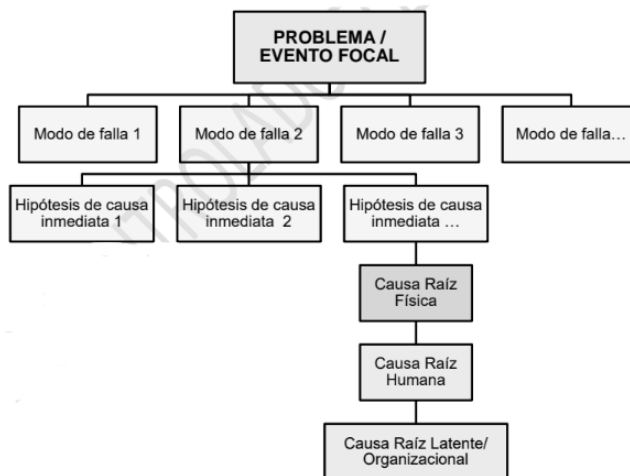 PROBLEMA /
EVENTO FOCAL
Modo de falla 1
Modo de falla 2
Modo de falla 3
Modo de falla…
Hipótesis de causa
inmediata 1
Hipótesis de causa
inmediata 2
Hipótesis de causa
inmediata …
Causa Raíz
Física
Causa Raíz
Humana
Causa Raíz Latente/
Organizacional